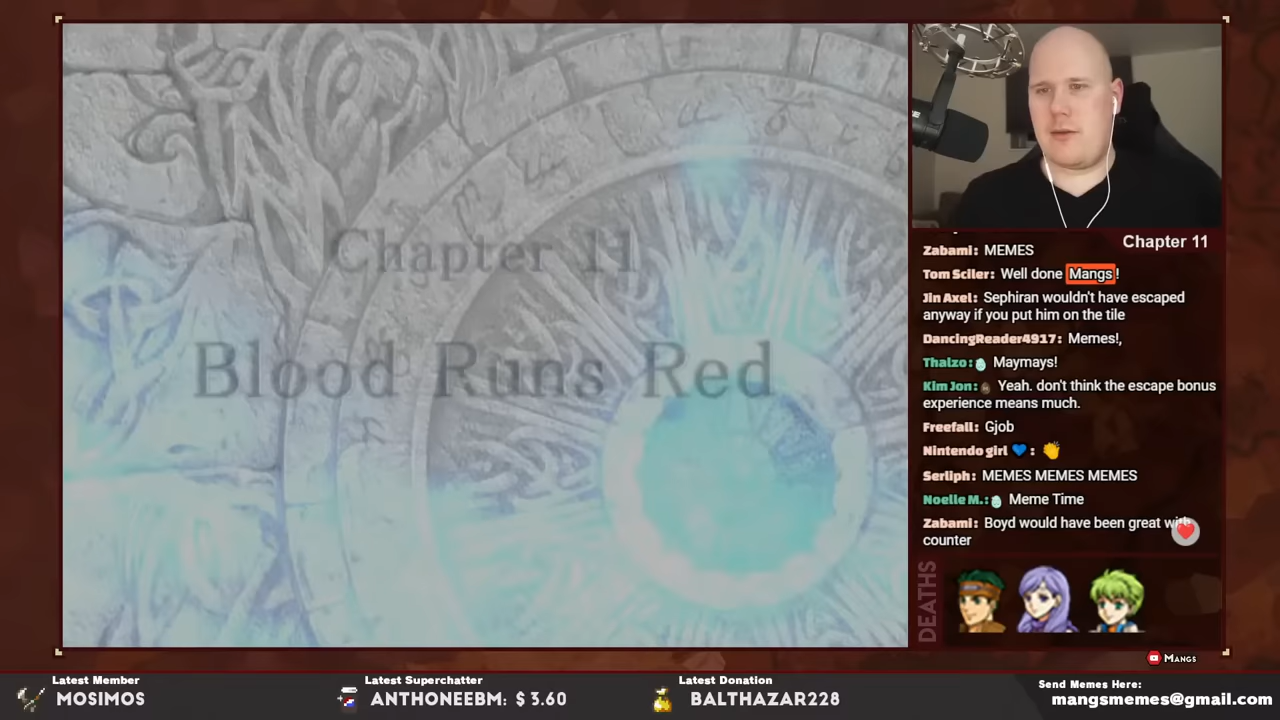 Chapter 11
Blood Runs Red
Chapter 11
Zabami: MEMES
Tom Sciler: Well done Mangs!
Jin Axel: Sephiran wouldn't have escaped
anyway if you put him on the tile
DancingReader4917: Memes!,
Thalzo: Maymays!
Kim Jon: Yeah. don't think the escape bonus
experience means much.
Freefall: Gjob
Nintendo girl 💙 : 👏
Serliph: MEMES MEMES MEMES
Noelle M.: Meme Time
Zabami: Boyd would have been great with
counter
DEATHS
Mangs
Latest Member
MOSIMOS
Latest Superchatter
ANTHONEEBM: $ 3.60
Latest Donation
BALTHAZAR228
Send Memes Here:
mangsmemes@gmail.com